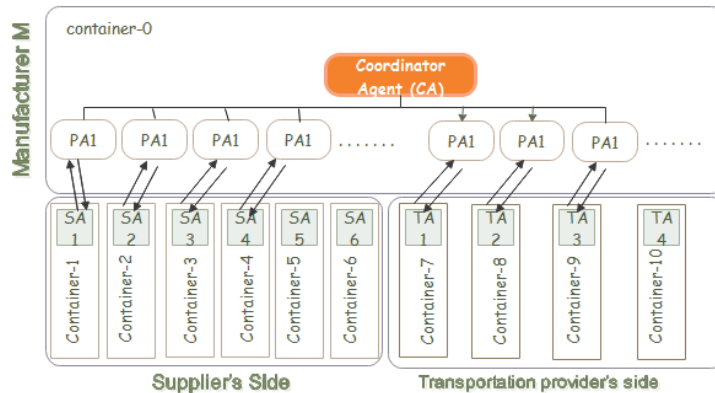 Manufacturer M
container-0
Coordinator
Agent (CA)
PA1
PA1
PA1
PA1
.......
PA1
PA1
PA1
......
SA
1
Container-1
SA
2
Container-2
SA
3
Container-3
SA
4
Container-4
SA
5
Container-5
SA
6
Container-6
TA
1
Container-7
TA
2
Container-8
TA
3
Container-9
TA
4
Container-10
Supplier's Side
Transportation provider's side